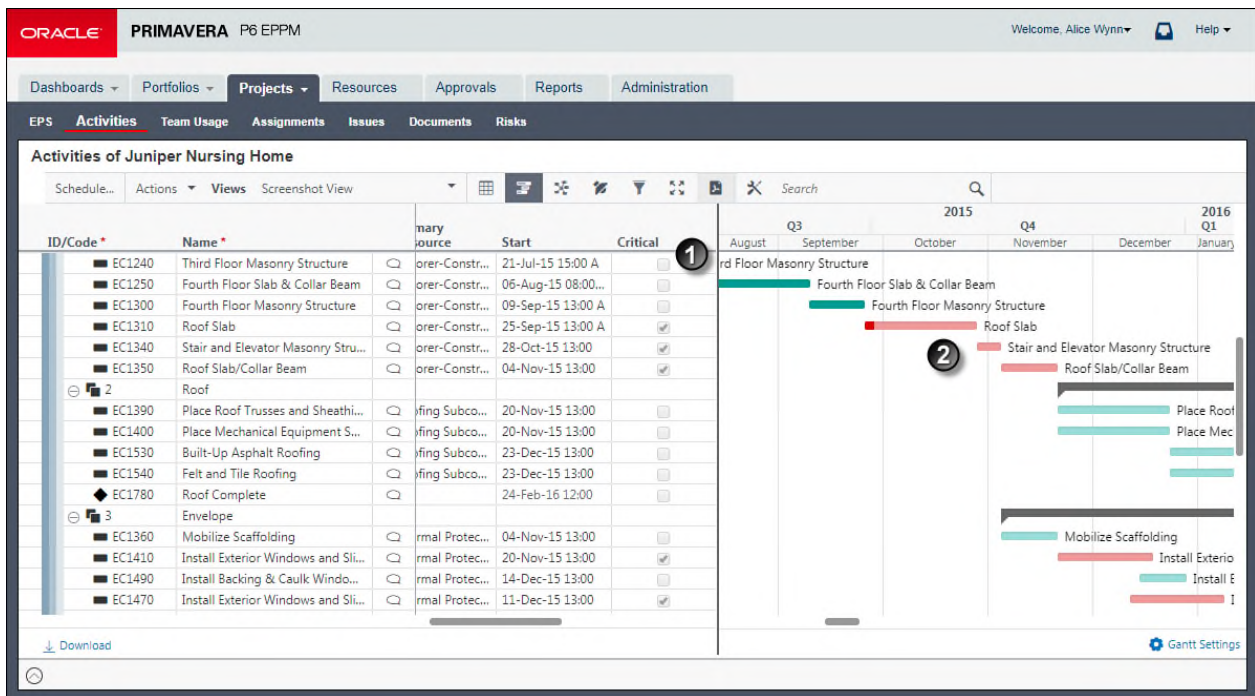 ORACLE PRIMAVERA P6 EPPM Welcome, Alice Wynn Help
Dashboards Portfolios Projects Resources Approvals Reports Administration
EPS Activities Team Usage Assignments Issues Documents Risks
Activities of Juniper Nursing Home
Schedule... Actions Views Screenshot View Search
2015 2016
mary Q3 Q4 Q1
ID/Code * Name * source Start Critical August September October November December January
1
EC1240 Third Floor Masonry Structure orer-Constr... 21-Jul-15 15:00 A rd Floor Masonry Structure
EC1250 Fourth Floor Slab & Collar Beam orer-Constr... 06-Aug-15 08:00... Fourth Floor Slab & Collar Beam
EC1300 Fourth Floor Masonry Structure orer-Constr... 09-Sep-15 13:00 A Fourth Floor Masonry Structure
EC1310 Roof Slab orer-Constr... 25-Sep-15 13:00 A Roof Slab
2
EC1340 Stair and Elevator Masonry Stru... orer-Constr... 28-Oct-15 13:00 Stair and Elevator Masonry Structure
EC1350 Roof Slab/Collar Beam orer-Constr... 04-Nov-15 13:00 Roof Slab/Collar Beam
2 Roof
EC1390 Place Roof Trusses and Sheathi... ofing Subco... 20-Nov-15 13:00 Place Roof
EC1400 Place Mechanical Equipment S... ofing Subco... 20-Nov-15 13:00 Place Mec
EC1530 Built-Up Asphalt Roofing ofing Subco... 23-Dec-15 13:00
EC1540 Felt and Tile Roofing ofing Subco... 23-Dec-15 13:00
EC1780 Roof Complete 24-Feb-16 12:00
3 Envelope
EC1360 Mobilize Scaffolding rmal Protec... 04-Nov-15 13:00 Mobilize Scaffolding
EC1410 Install Exterior Windows and Sli... rmal Protec... 20-Nov-15 13:00 Install Exterio
EC1490 Install Backing & Caulk Windo... rmal Protec... 14-Dec-15 13:00 Install E
EC1470 Install Exterior Windows and Sli... rmal Protec... 11-Dec-15 13:00 I
Download Gantt Settings